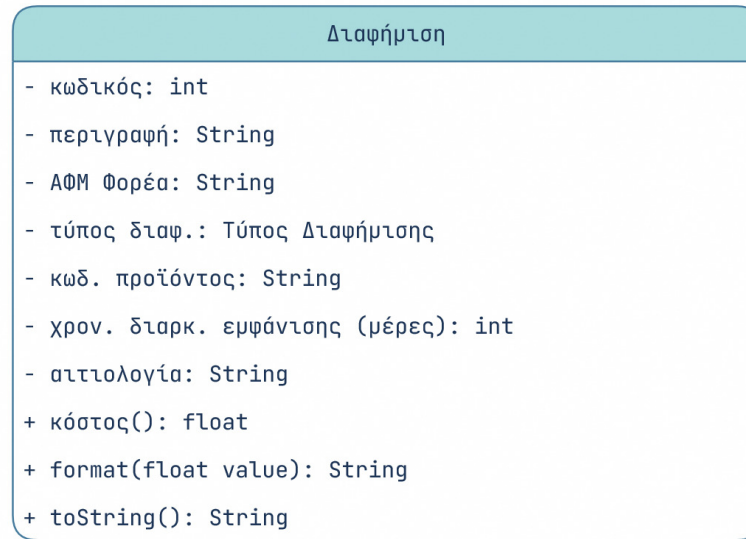 Διαφήμιση
- κωδικός: int
- περιγραφή: String
- ΑΦΜ Φορέα: String
- τύπος διαφ.: Τύπος Διαφήμισης
- κωδ. προϊόντος: String
- χρον. διαρκ. εμφάνισης (μέρες): int
- αιτιολογία: String
+ κόστος(): float
+ format(float value): String
+ toString(): String